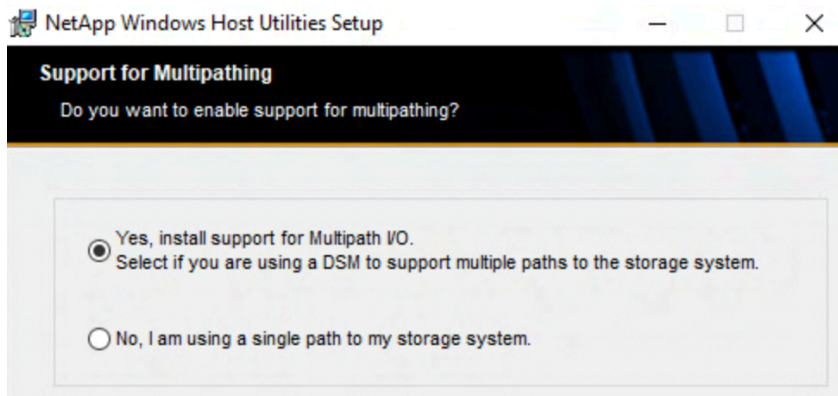 NetApp Windows Host Utilities Setup
Support for Multipathing
Do you want to enable support for multipathing?
Yes, install support for Multipath I/O.
Select if you are using a DSM to support multiple paths to the storage system.
No, I am using a single path to my storage system.